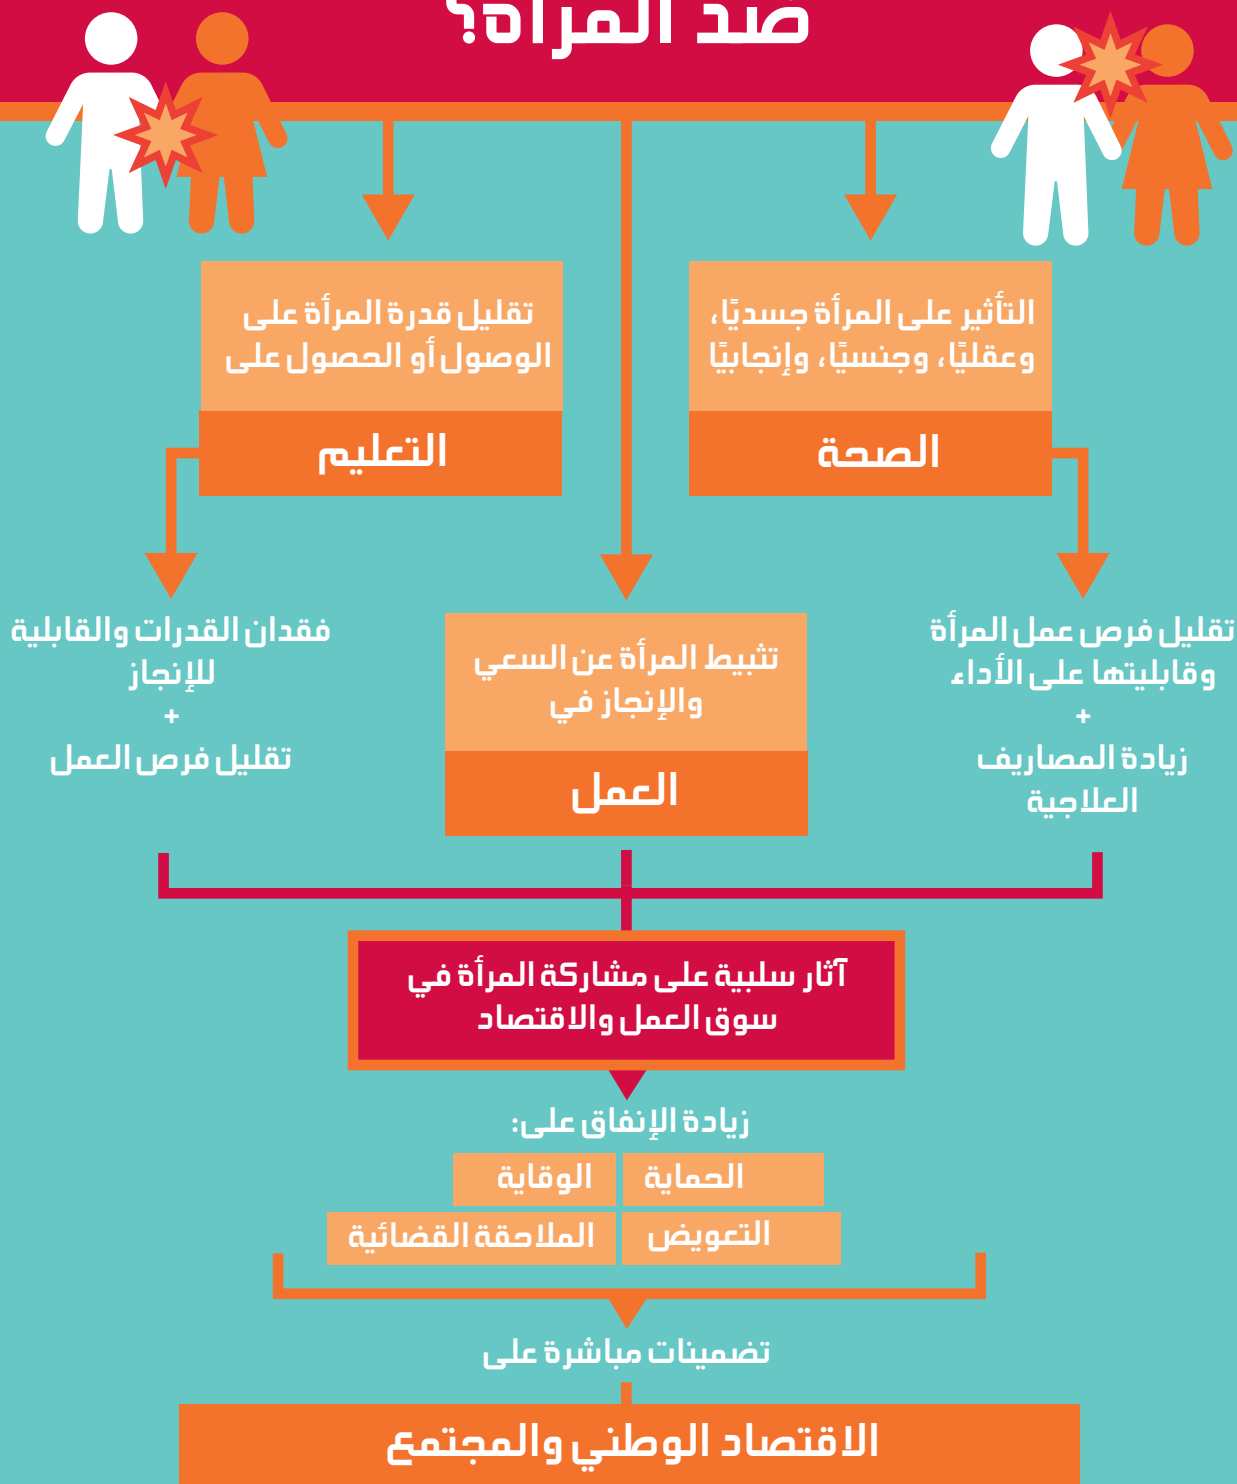 ضد المرأة؟
التأثير على المرأة جسديًا،
وعقليًا، وجنسيًا، وإنجابيًا
الصحة
تقليل قدرة المرأة على
الوصول أو الحصول على
التعليم
تقليل فرص عمل المرأة
وقابليتها على الأداء
+
زيادة المصاريف
العلاجية
تثبيط المرأة عن السعي
والإنجاز في
العمل
فقدان القدرات والقابلية
للإنجاز
+
تقليل فرص العمل
آثار سلبية على مشاركة المرأة في
سوق العمل والاقتصاد
زيادة الإنفاق على:
الحماية
الوقاية
التعويض
الملاحقة القضائية
تضمينات مباشرة على
الاقتصاد الوطني والمجتمع